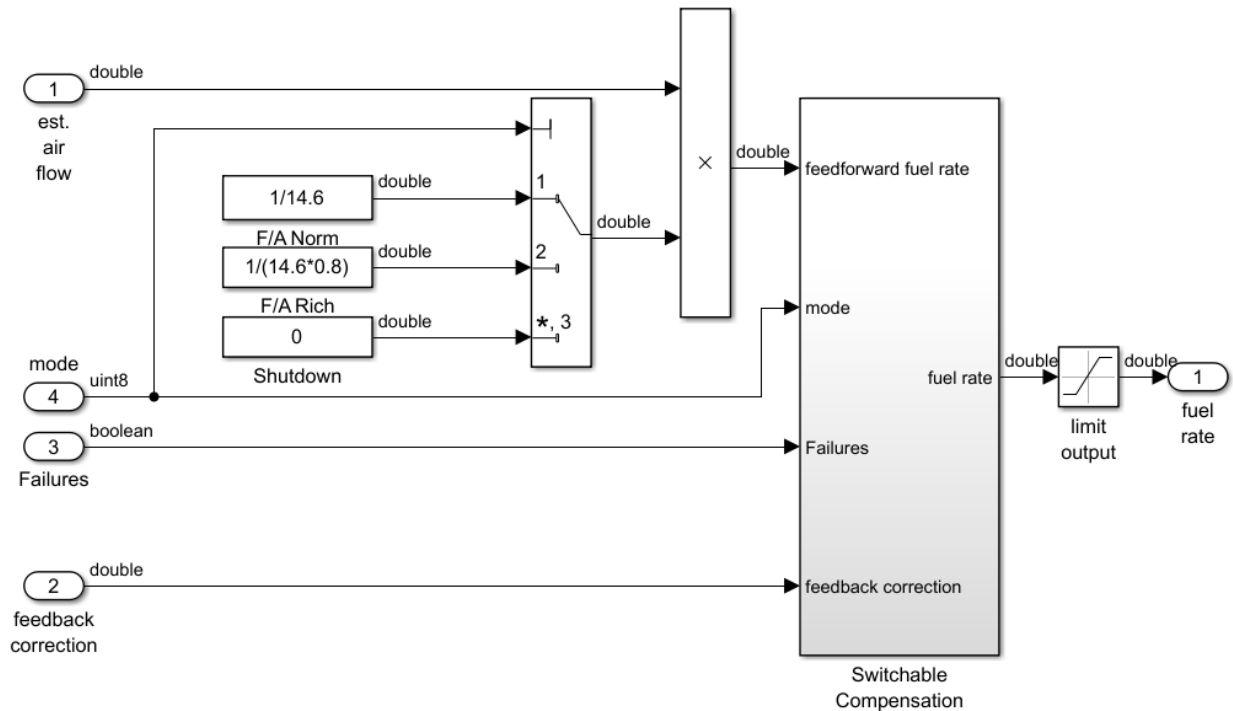 double
1
est.
air
flow
1/14.6
double
F/A Norm
1/(14.6*0.8)
double
F/A Rich
0
double
Shutdown
1
2
*, 3
double
×
double
mode
4
uint8
3
boolean
Failures
2
double
feedback
correction
feedforward fuel rate
mode
fuel rate
Failures
feedback correction
Switchable
Compensation
double
limit
output
double
1
fuel
rate